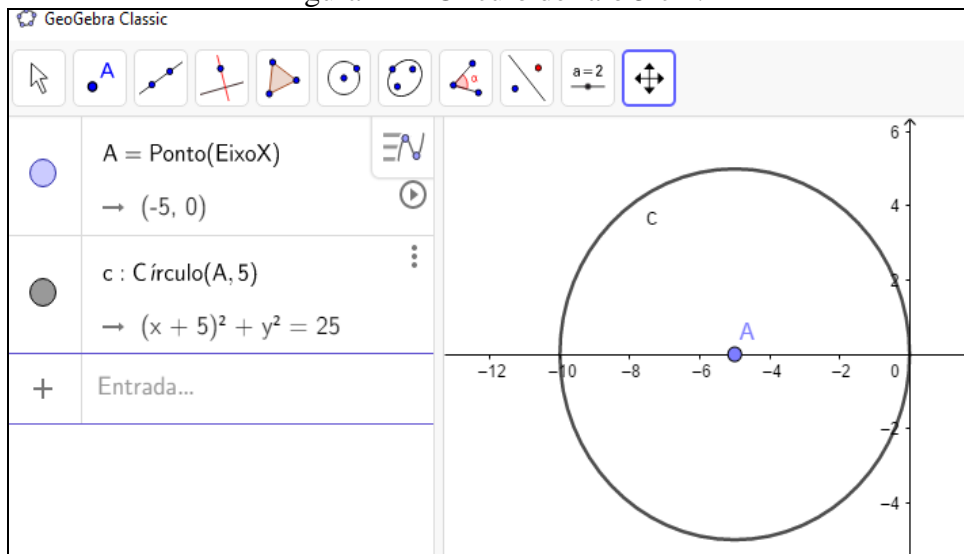 GeoGebra Classic
A
α
a=2
A = Ponto(EixoX)
→ (-5, 0)
c : Círculo(A, 5)
→ (x + 5)² + y² = 25
+ Entrada...
6
4
c
2
A
−12 −10 −8 −6 −4 −2 0
−2
−4